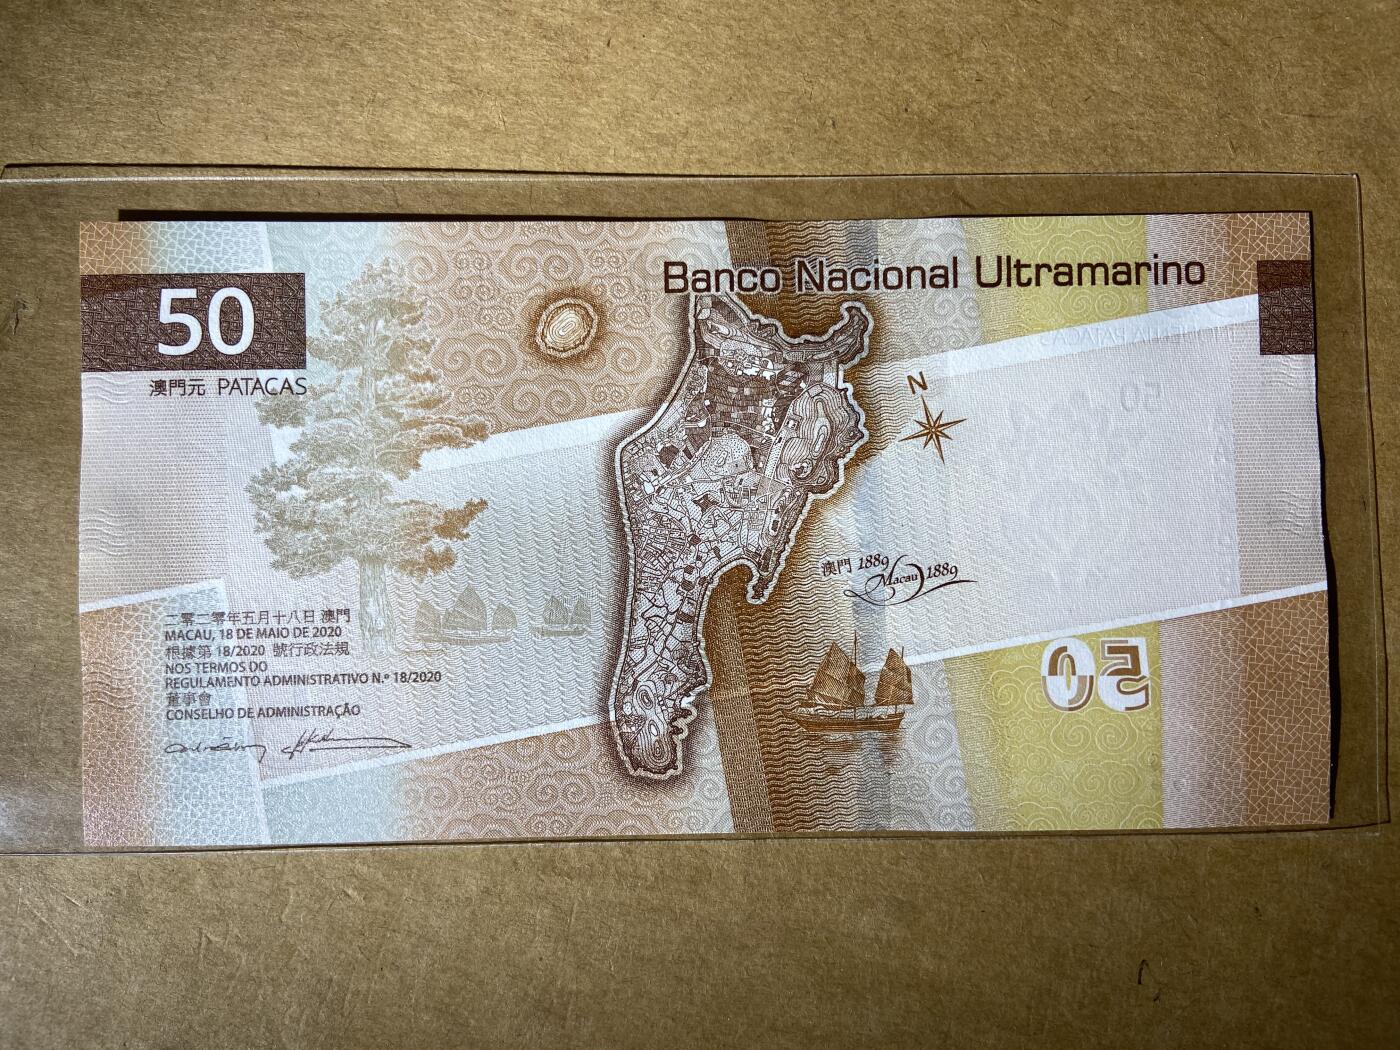 Banco Nacional Ultramarino
50
澳門元 PATACAS
N
澳門 1889
Macau 1889
二零二零年五月十八日 澳門
MACAU, 18 DE MAIO DE 2020
根據第 18/2020 號行政法規
NOS TERMOS DO
REGULAMENTO ADMINISTRATIVO N.º 18/2020
董事會
CONSELHO DE ADMINISTRAÇÃO
50